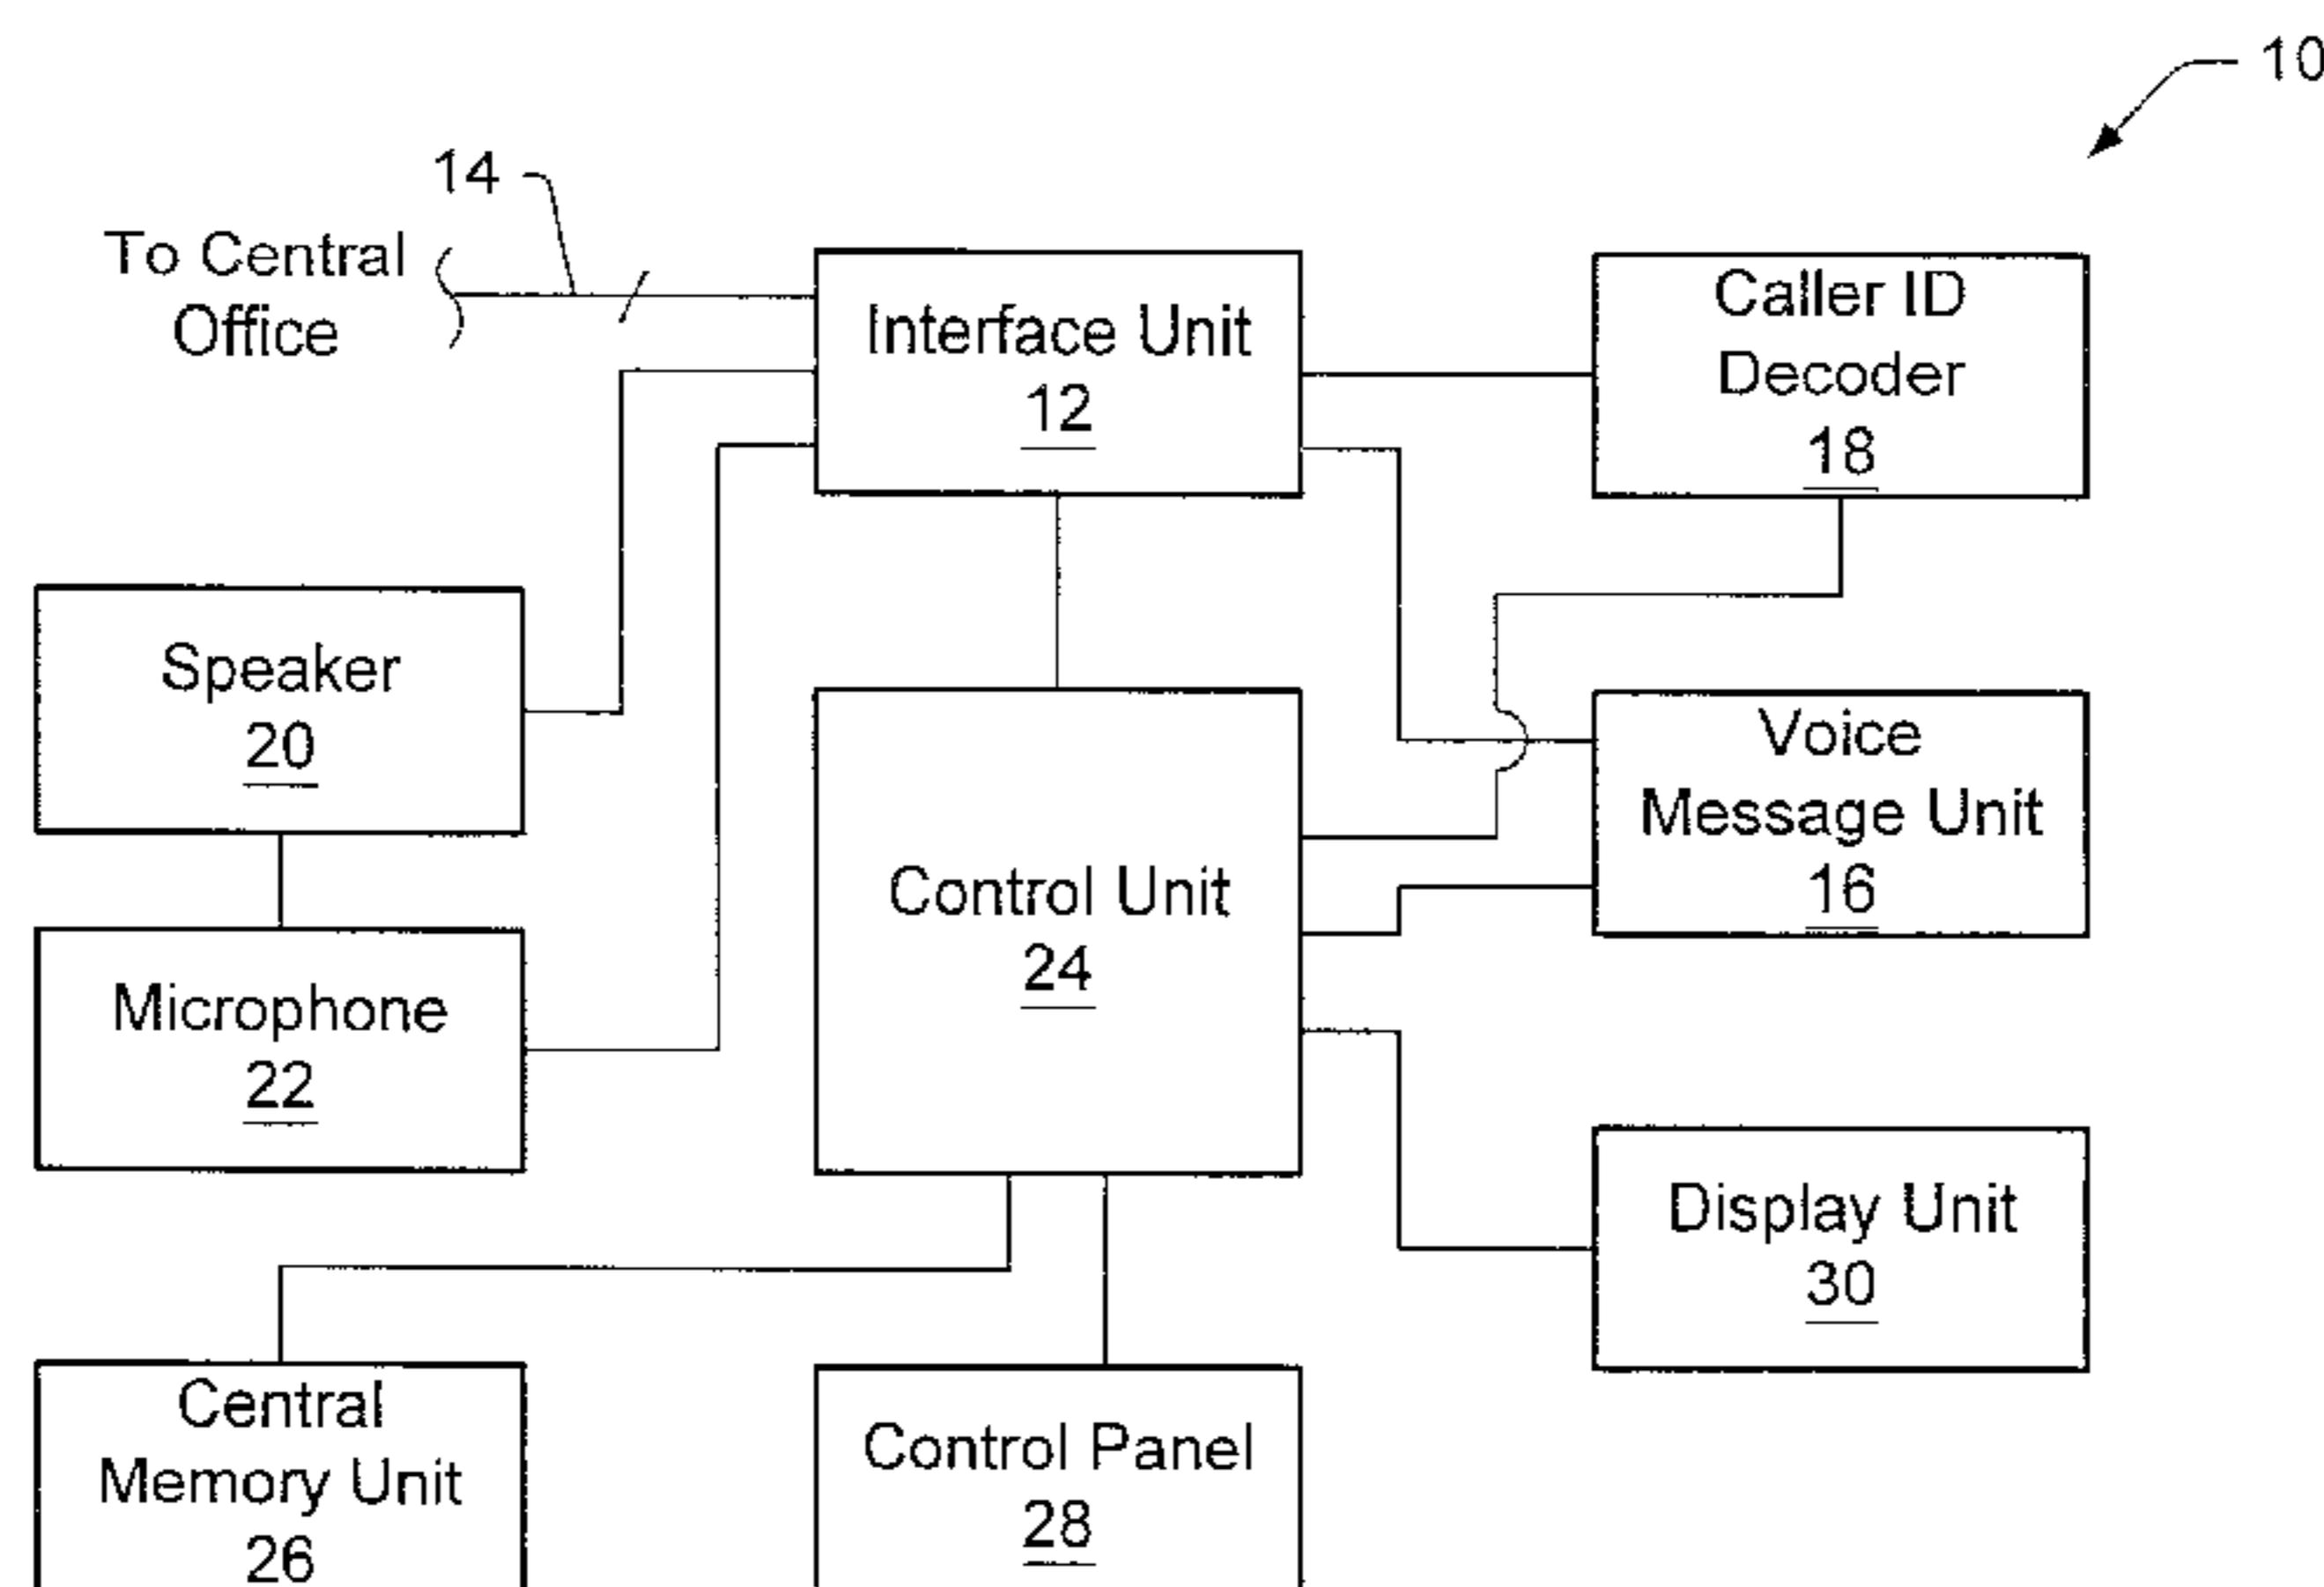 10
14
To Central
Office
Interface Unit
12
Caller ID
Decoder
18
Speaker
20
Voice
Message Unit
16
Control Unit
24
Microphone
22
Display Unit
30
Central
Memory Unit
26
Control Panel
28